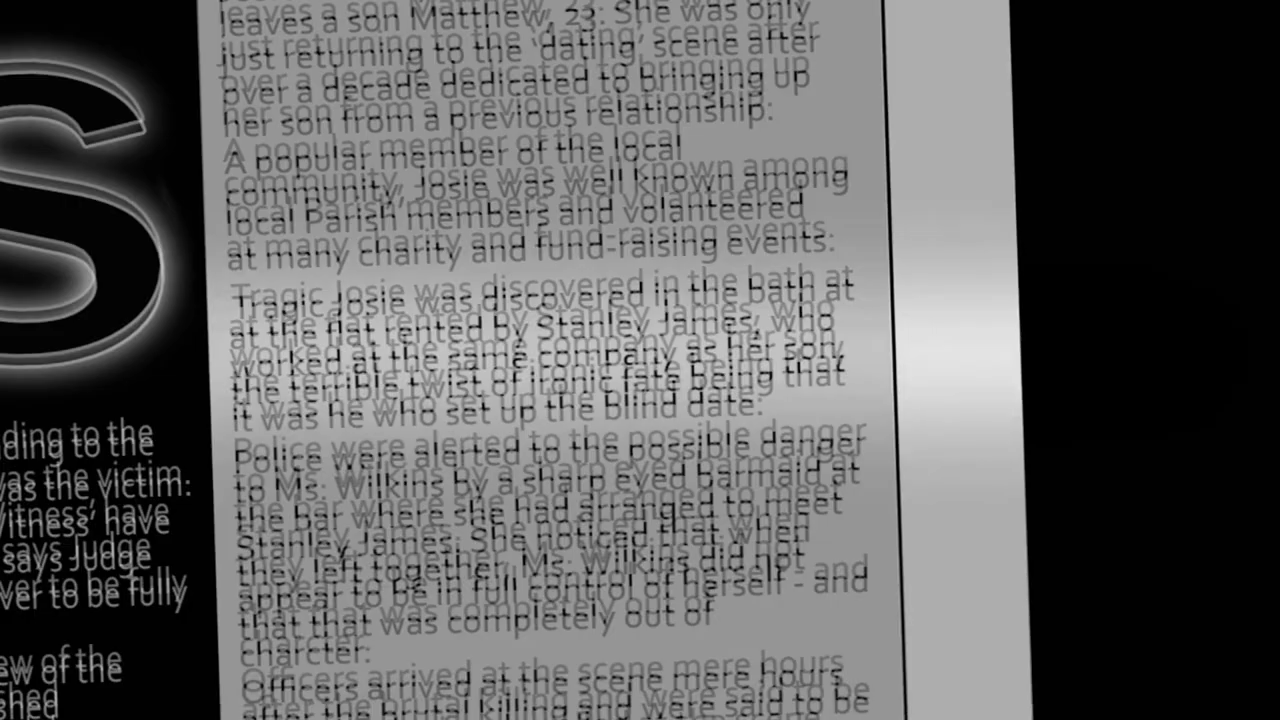 S
ding to the
was the victim.
Witness' have
says Judge
ver to be fully
ew of the
shed
leaves a son Matthew, 23. She was only
just returning to the 'dating' scene after
over a decade dedicated to bringing up
her son from a previous relationship.
A popular member of the local
community, Josie was well known among
local Parish members and volanteered
at many charity and fund-raising events.
Tragic Josie was discovered in the bath at
at the flat rented by Stanley James, who
worked at the same company as her son,
the terrible twist of ironic fate being that
it was he who set up the blind date.
Police were alerted to the possible danger
to Ms. Wilkins by a sharp eyed barmaid at
the bar where she had arranged to meet
Stanley James. She noticed that when
they left together, Ms. Wilkins did not
appear to be in full control of herself - and
that that was completely out of
charcter.
Officers arrived at the scene mere hours
after the brutal killing and were said to be